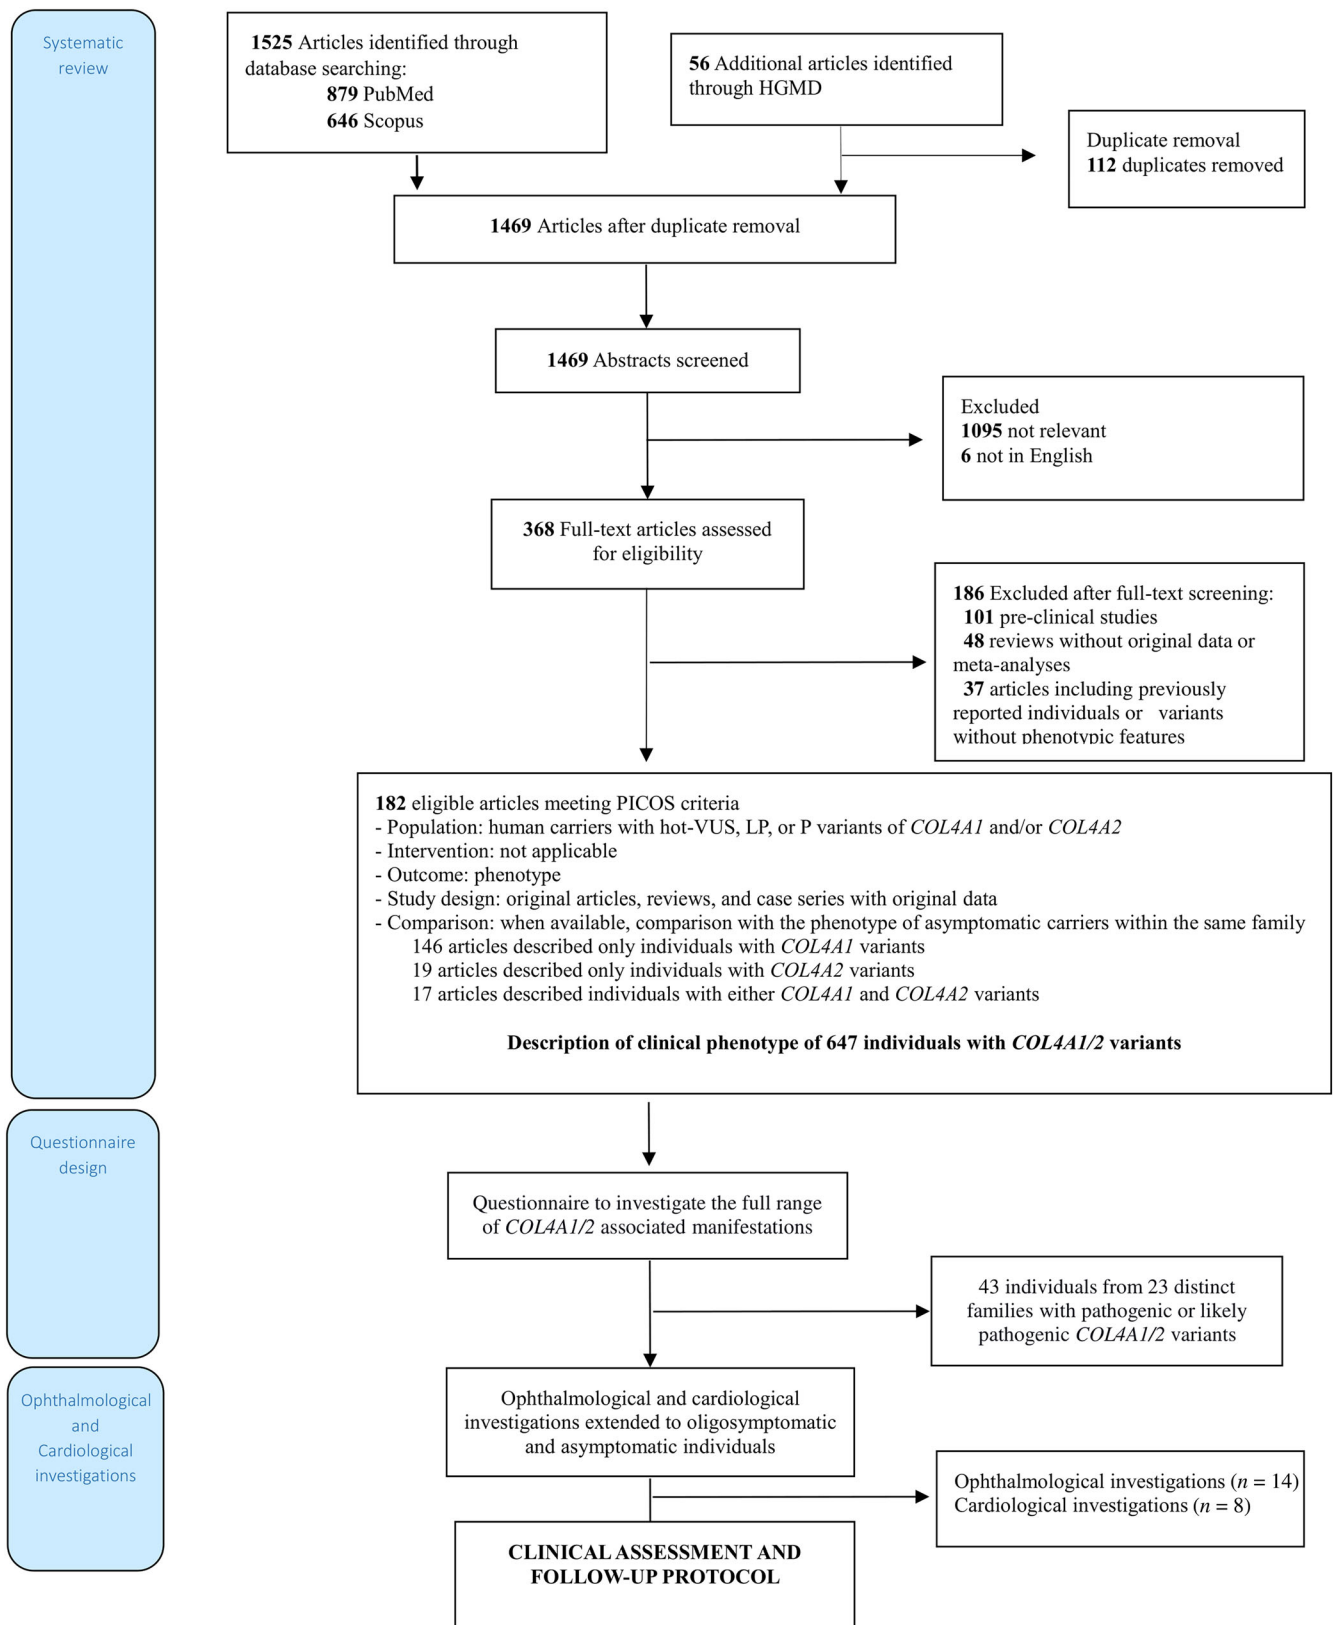 Systematic
review
1525 Articles identified through
database searching:
879 PubMed
646 Scopus
56 Additional articles identified
through HGMD
Duplicate removal
112 duplicates removed
1469 Articles after duplicate removal
1469 Abstracts screened
Excluded
1095 not relevant
6 not in English
368 Full-text articles assessed
for eligibility
186 Excluded after full-text screening:
101 pre-clinical studies
48 reviews without original data or
meta-analyses
37 articles including previously
reported individuals or variants
without phenotypic features
182 eligible articles meeting PICOS criteria
- Population: human carriers with hot-VUS, LP, or P variants of COL4A1 and/or COL4A2
- Intervention: not applicable
- Outcome: phenotype
- Study design: original articles, reviews, and case series with original data
- Comparison: when available, comparison with the phenotype of asymptomatic carriers within the same family
146 articles described only individuals with COL4A1 variants
19 articles described only individuals with COL4A2 variants
17 articles described individuals with either COL4A1 and COL4A2 variants
Description of clinical phenotype of 647 individuals with COL4A1/2 variants
Questionnaire
design
Questionnaire to investigate the full range
of COL4A1/2 associated manifestations
43 individuals from 23 distinct
families with pathogenic or likely
pathogenic COL4A1/2 variants
Ophthalmological
and
Cardiological
investigations
Ophthalmological and cardiological
investigations extended to oligosymptomatic
and asymptomatic individuals
Ophthalmological investigations (n = 14)
Cardiological investigations (n = 8)
CLINICAL ASSESSMENT AND
FOLLOW-UP PROTOCOL